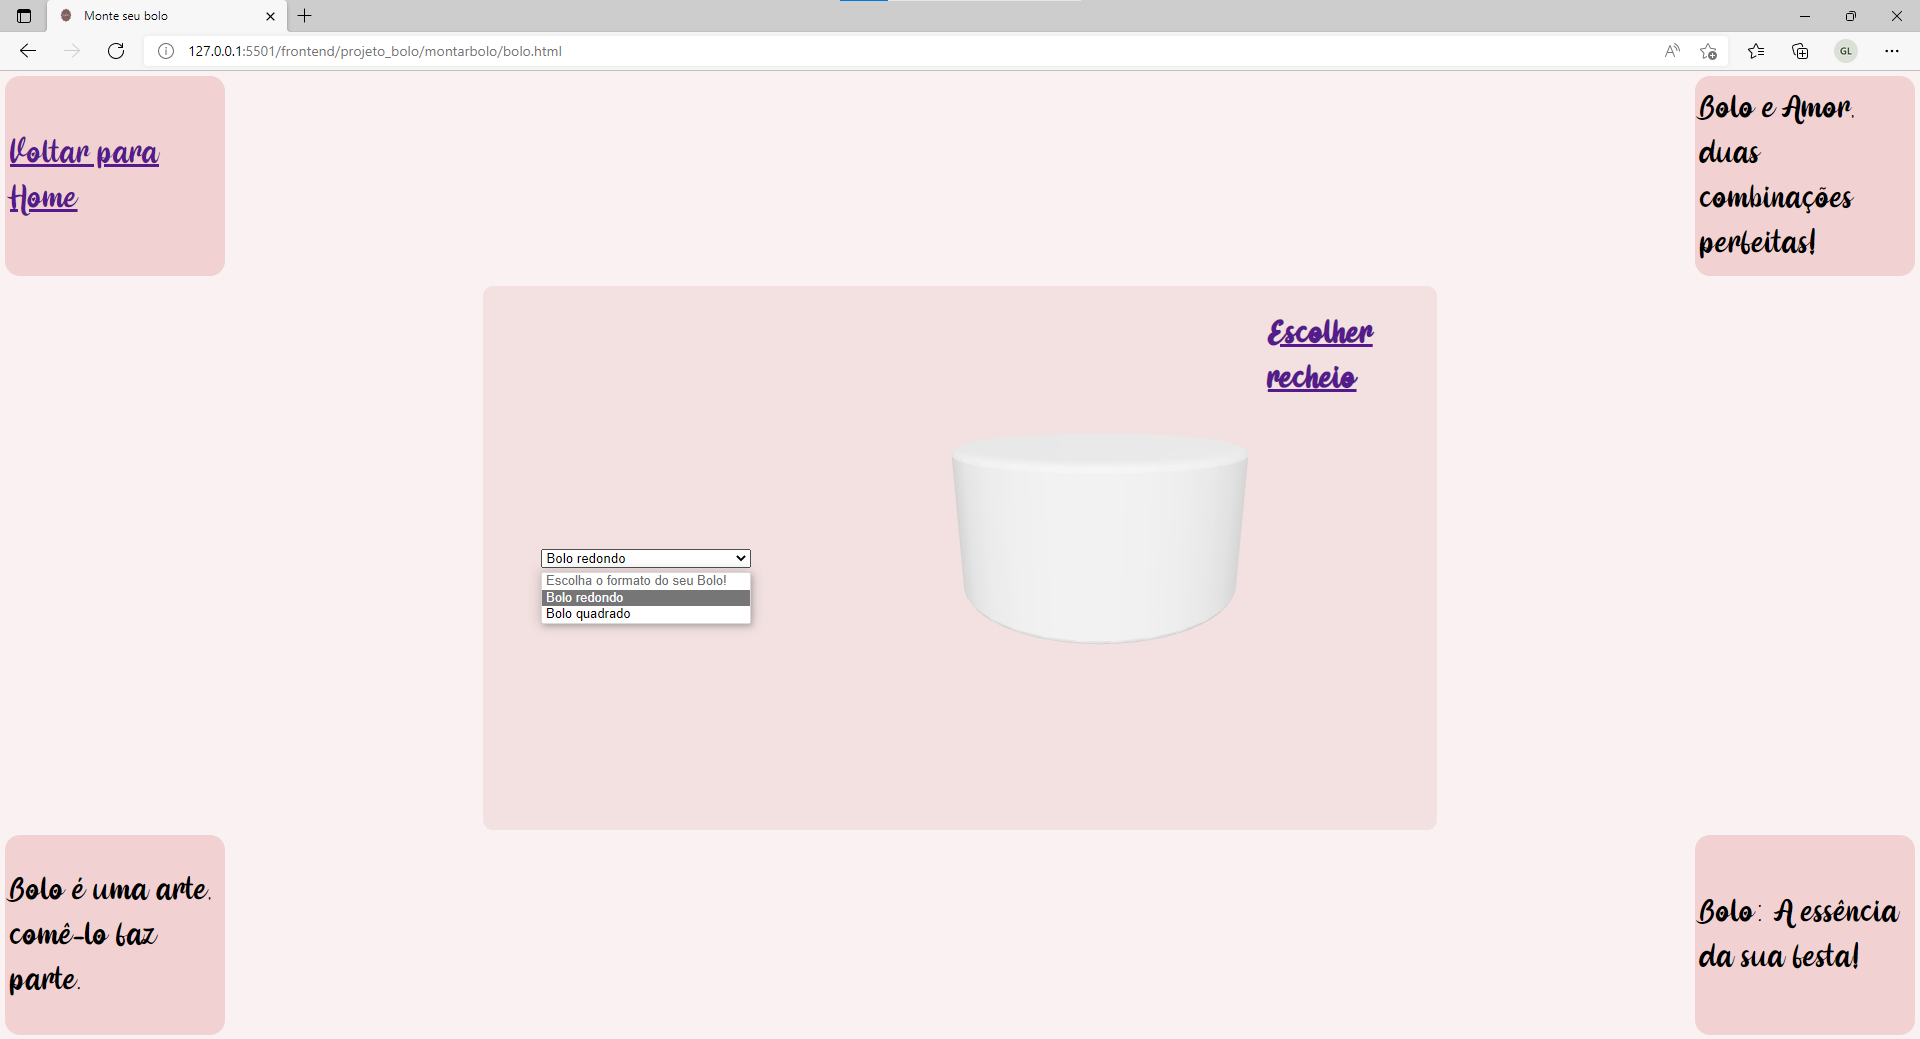 Monte seu bolo
127.0.0.1:5501/frontend/projeto_bolo/montarbolo/bolo.html
GL
Voltar para
Home
Bolo e Amor,
duas
combinações
perfeitas!
Escolher
recheio
Bolo redondo
Escolha o formato do seu Bolo!
Bolo redondo
Bolo quadrado
Bolo é uma arte,
comê-lo faz
parte.
Bolo: A essência
da sua festa!